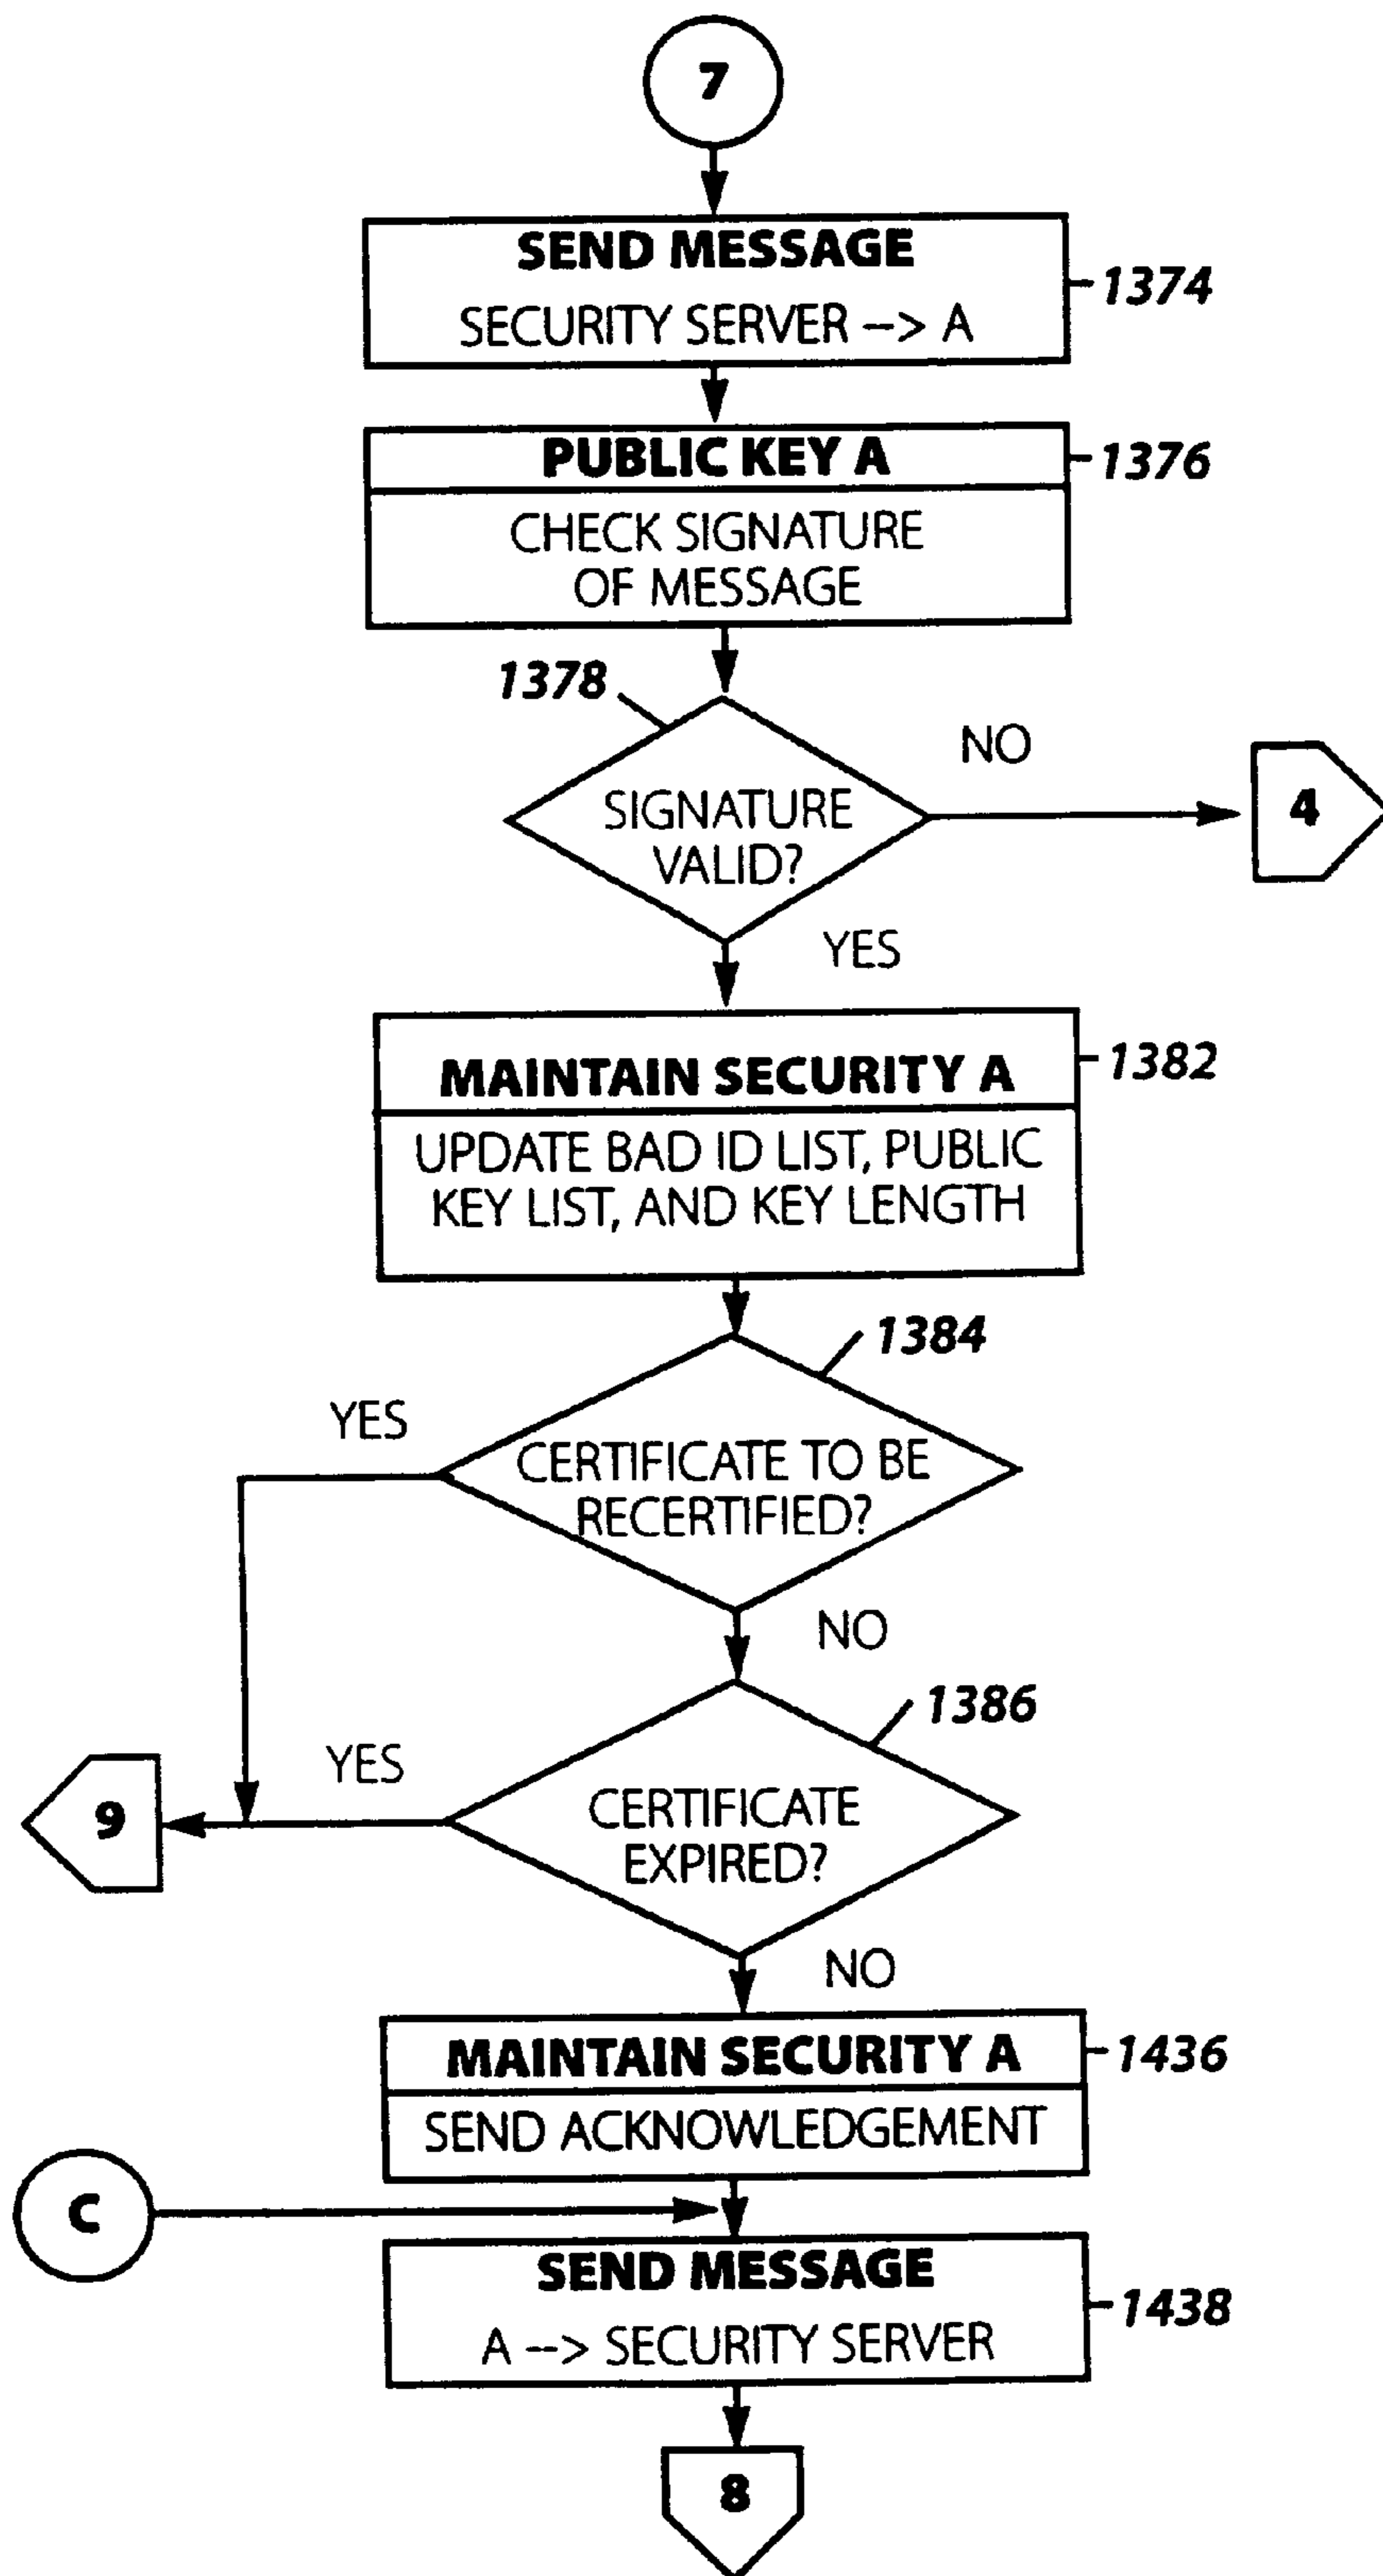 7
SEND MESSAGE
SECURITY SERVER --> A
1374
PUBLIC KEY A
1376
CHECK SIGNATURE
OF MESSAGE
1378
NO
SIGNATURE
VALID?
4
YES
MAINTAIN SECURITY A
1382
UPDATE BAD ID LIST, PUBLIC
KEY LIST, AND KEY LENGTH
1384
YES
CERTIFICATE TO BE
RECERTIFIED?
NO
1386
YES
CERTIFICATE
EXPIRED?
9
NO
MAINTAIN SECURITY A
1436
SEND ACKNOWLEDGEMENT
C
SEND MESSAGE
1438
A --> SECURITY SERVER
8